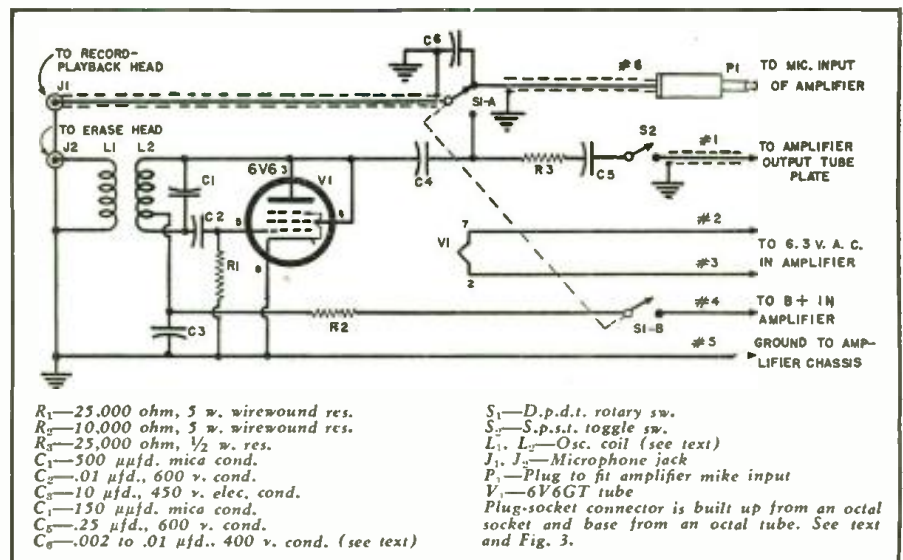 TO RECORD-
PLAYBACK HEAD
J1
TO ERASE HEAD
J2
L1
L2
C1
C2
R1
C3
6V6
3
V1
5
4
8
R2
C6
S1-A
C4
#6
P1
TO MIC. INPUT
OF AMPLIFIER
R3
C5
S2
#1
TO AMPLIFIER
OUTPUT TUBE
PLATE
7
V1
2
#2
#3
TO 6.3 V. A. C.
IN AMPLIFIER
S1-B
#4
TO B+ IN
AMPLIFIER
#5
GROUND TO AMP-
LIFIER CHASSIS
R₁—25,000 ohm, 5 w. wirewound res.
R₂—10,000 ohm, 5 w. wirewound res.
R₃—25,000 ohm, ½ w. res.
C₁—500 μμfd. mica cond.
C₂—.01 μfd., 600 v. cond.
C₃—10 μfd., 450 v. elec. cond.
C₄—150 μμfd. mica cond.
C₅—.25 μfd., 600 v. cond.
C₆—.002 to .01 μfd., 400 v. cond. (see text)
S₁—D.p.d.t. rotary sw.
S₂—S.p.s.t. toggle sw.
L₁, L₂—Osc. coil (see text)
J₁, J₂—Microphone jack
P₁—Plug to fit amplifier mike input
V₁—6V6GT tube
Plug-socket connector is built up from an octal
socket and base from an octal tube. See text
and Fig. 3.